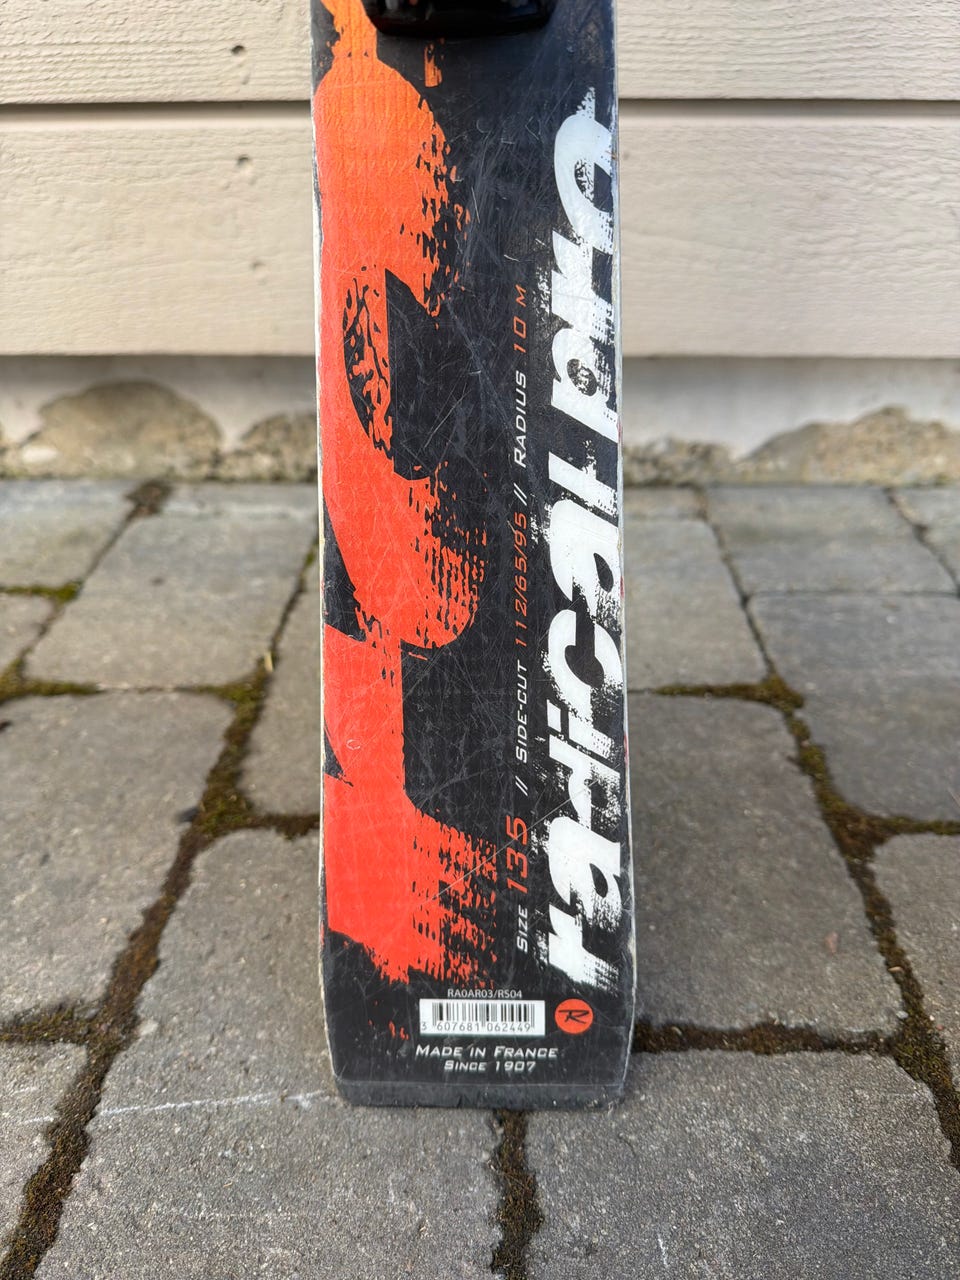 radical pro
SIZE 135 // SIDE-CUT 112/65/95 // RADIUS 10 M
RA0AR03/RS04
3 607681 062449
MADE IN FRANCE
SINCE 1907
R